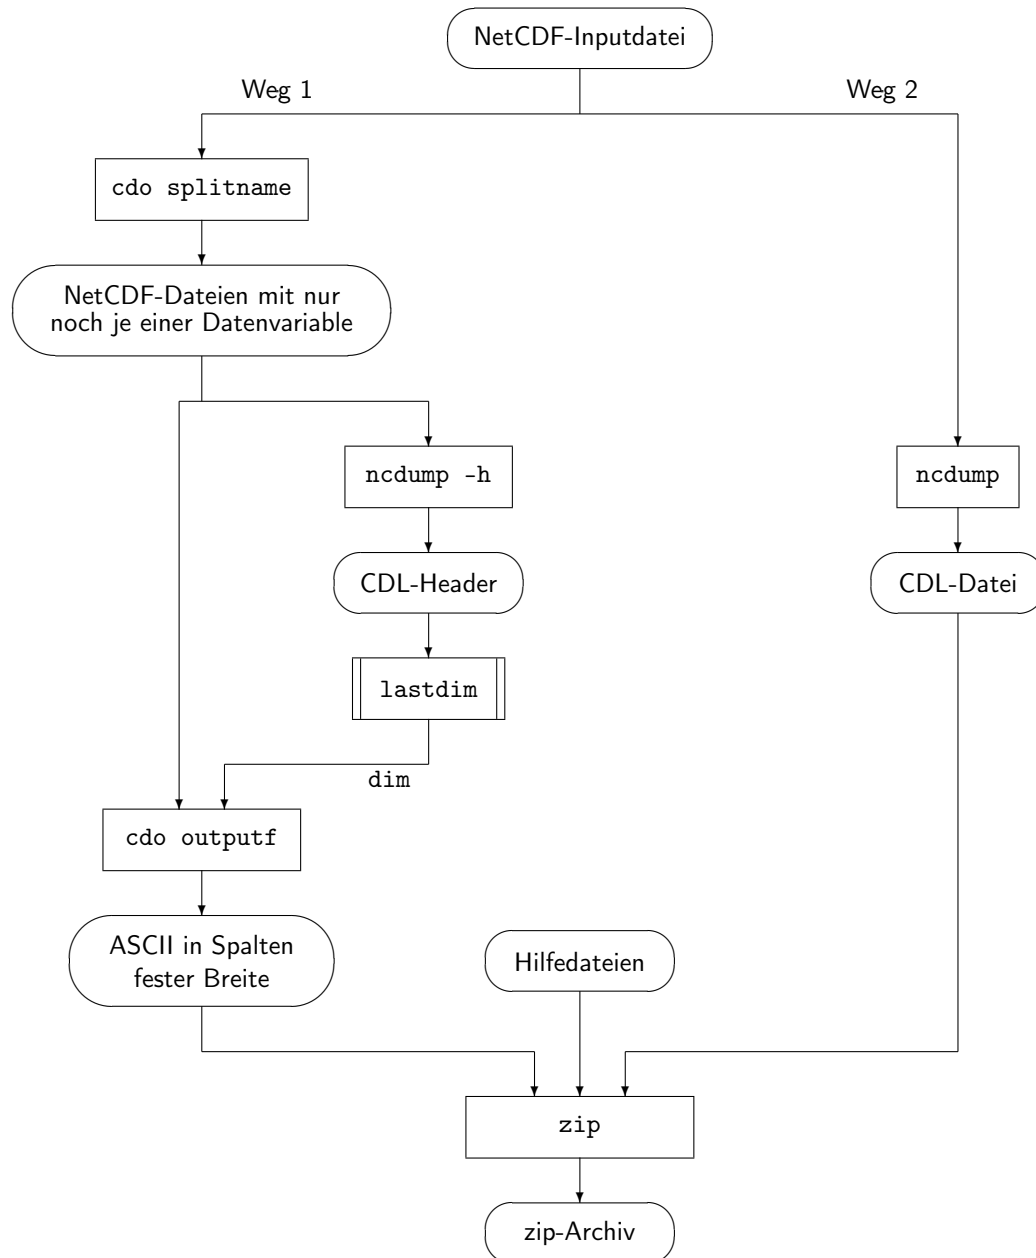 NetCDF-Inputdatei
Weg 1
Weg 2
cdo splitname
NetCDF-Dateien mit nur
noch je einer Datenvariable
ncdump -h
ncdump
CDL-Header
CDL-Datei
lastdim
dim
cdo outputf
ASCII in Spalten
fester Breite
Hilfedateien
zip
zip-Archiv